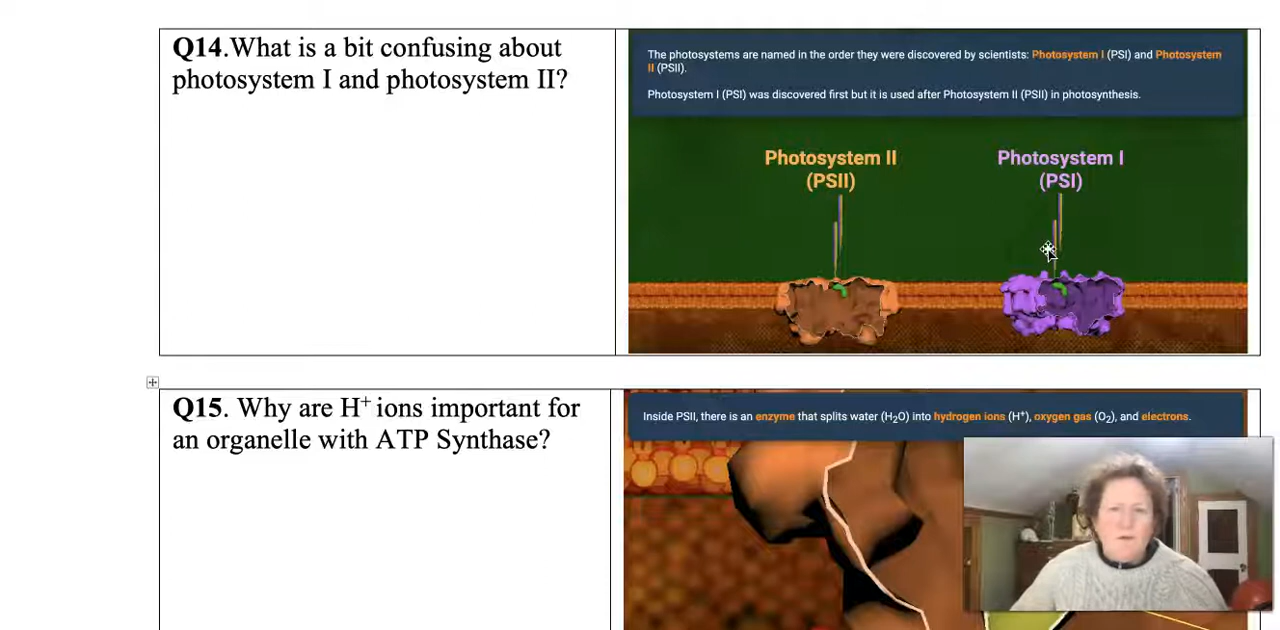 Q14.What is a bit confusing about
photosystem I and photosystem II?
The photosystems are named in the order they were discovered by scientists: Photosystem I (PSI) and Photosystem
II (PSII).
Photosystem I (PSI) was discovered first but it is used after Photosystem II (PSII) in photosynthesis.
Photosystem II
(PSII)
Photosystem I
(PSI)
Q15. Why are H⁺ ions important for
an organelle with ATP Synthase?
Inside PSII, there is an enzyme that splits water (H₂O) into hydrogen ions (H⁺), oxygen gas (O₂), and electrons.